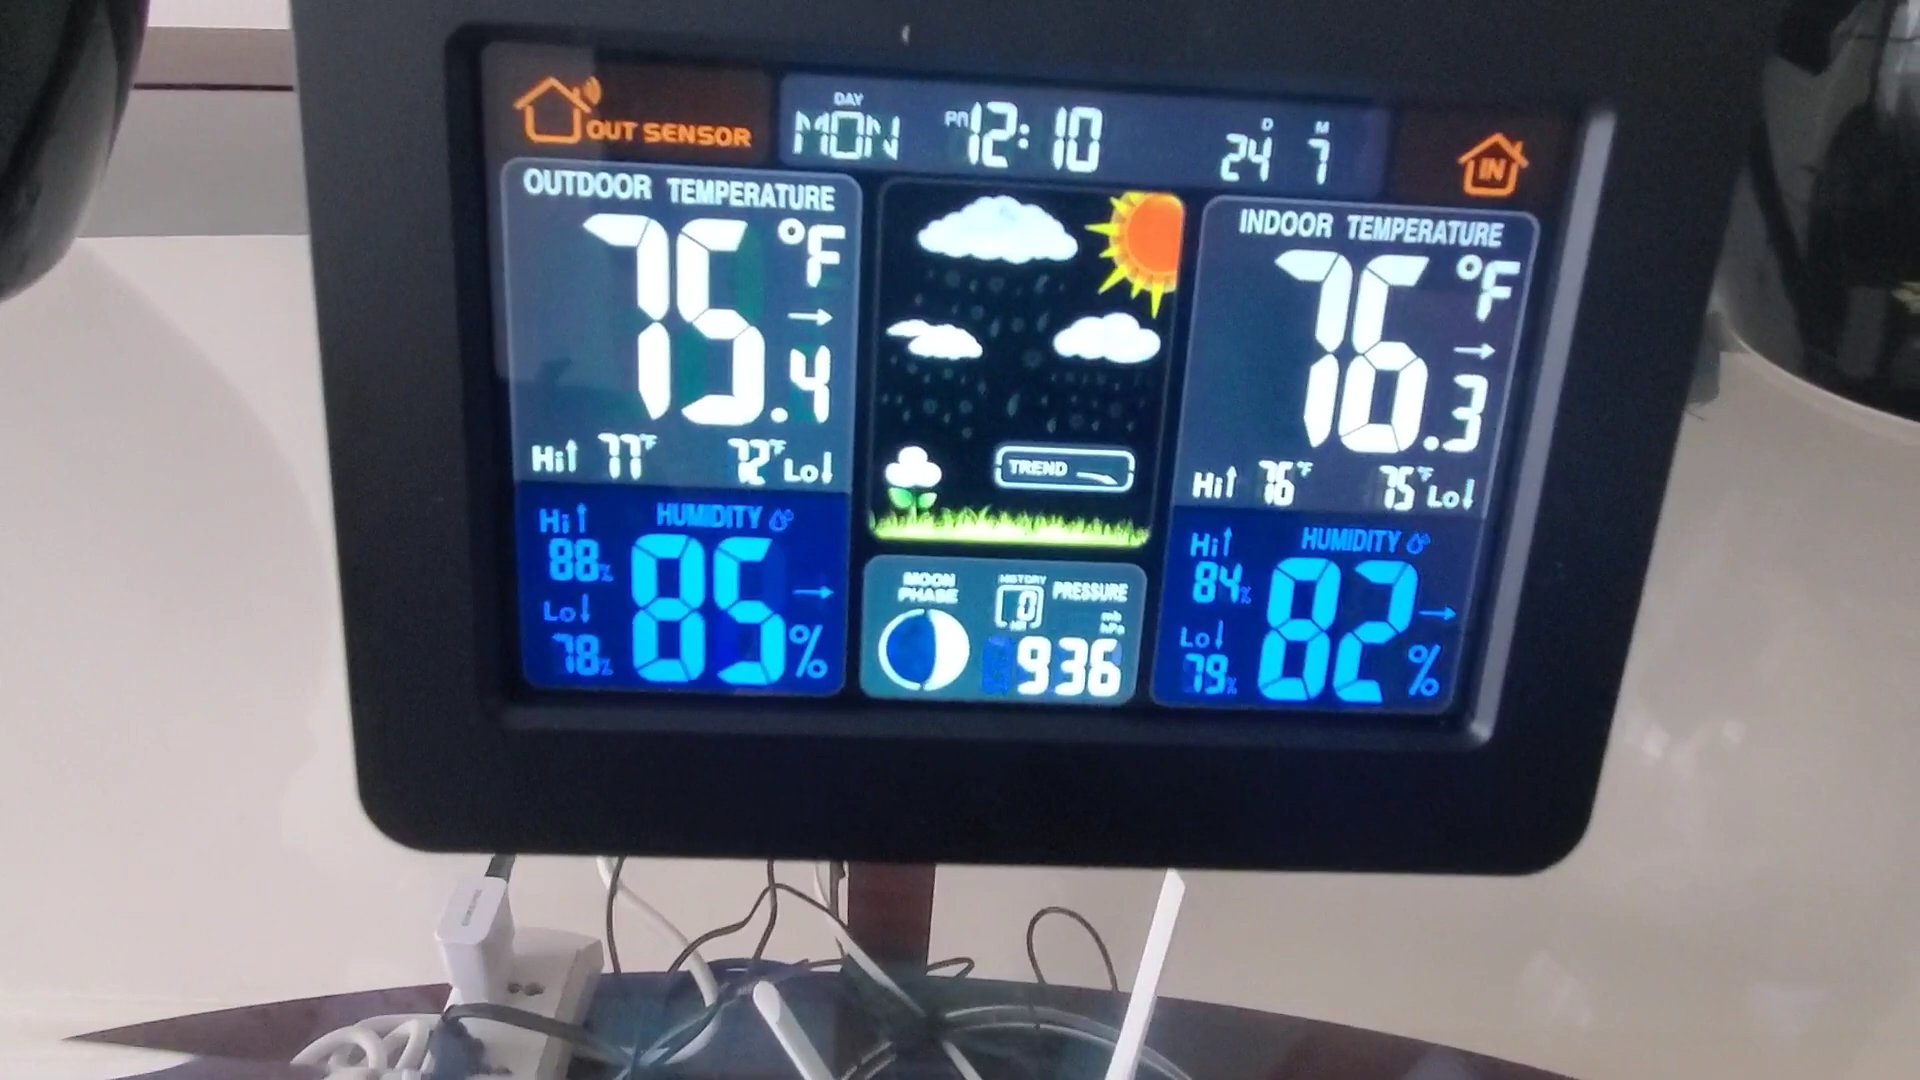 OUT SENSOR
DAY
MON PM 12:10
D M
24 7
IN
OUTDOOR TEMPERATURE
75.4 °F
Hi 77°F 72°F Lo
Hi HUMIDITY
88% 85%
Lo
78%
TREND
MOON PHASE
HISTORY
0
HR
PRESSURE
mb
hPa
936
INDOOR TEMPERATURE
76.3 °F
Hi 76°F 75°F Lo
Hi HUMIDITY
84% 82%
Lo
79%